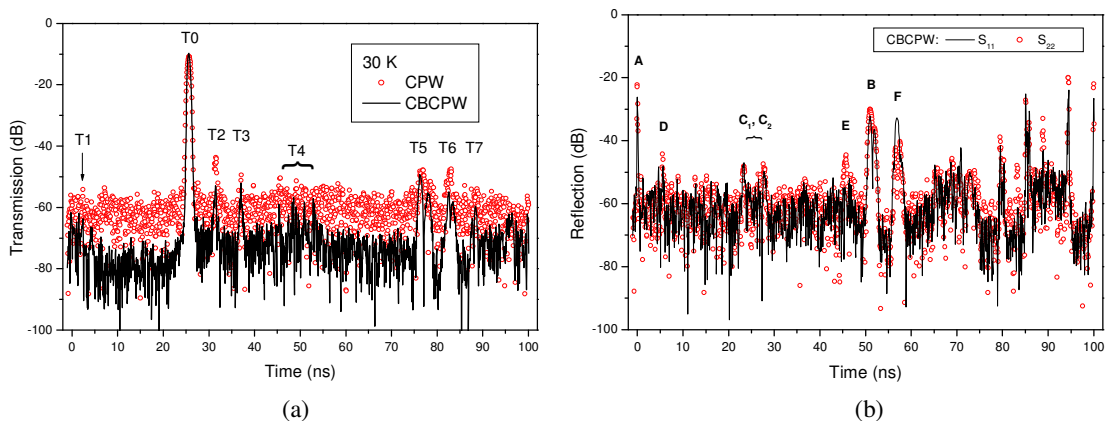 0
-20
-40
-60
-80
-100
0 10 20 30 40 50 60 70 80 90 100
Transmission (dB)
Time (ns)
T0
T1
T2 T3
T4
T5 T6 T7
30 K
CPW
CBCPW
(a)
0
-20
-40
-60
-80
-100
0 10 20 30 40 50 60 70 80 90 100
Reflection (dB)
Time (ns)
CBCPW: S₁₁ S₂₂
A
D
C₁, C₂
E
B
F
(b)